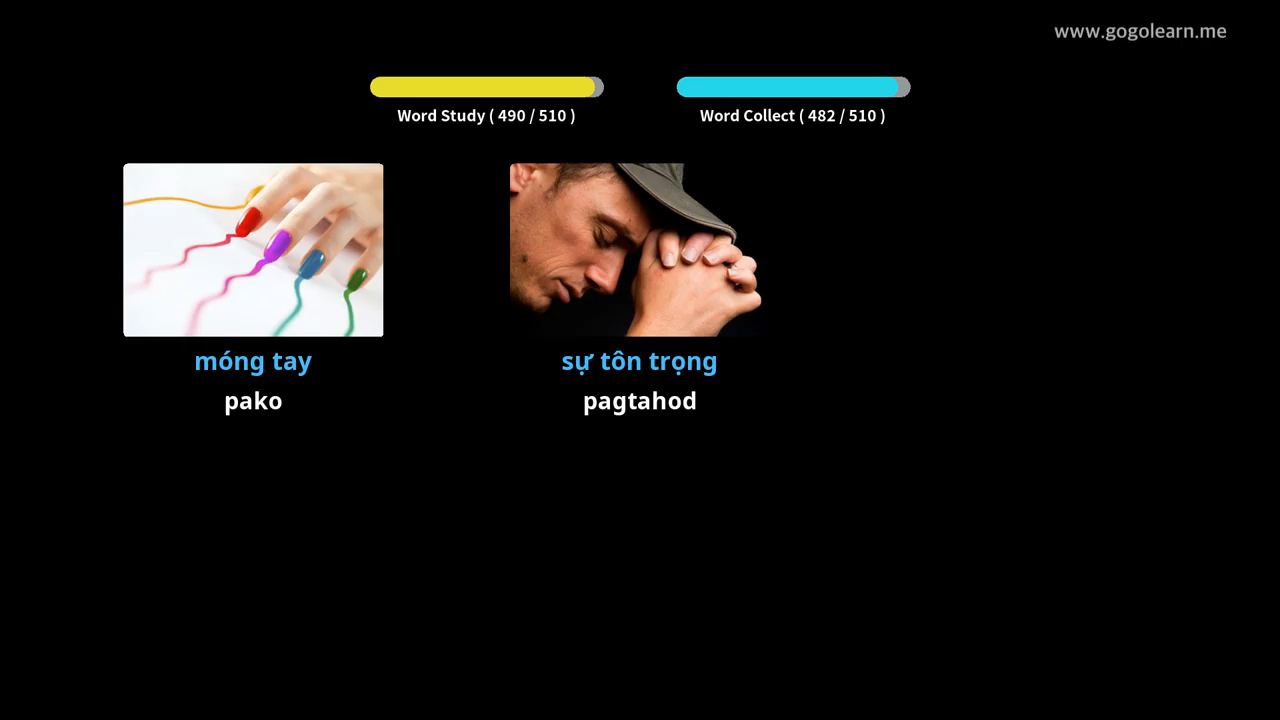 www.gogolearn.me
Word Study ( 490 / 510 )
Word Collect ( 482 / 510 )
móng tay
pako
sự tôn trọng
pagtahod